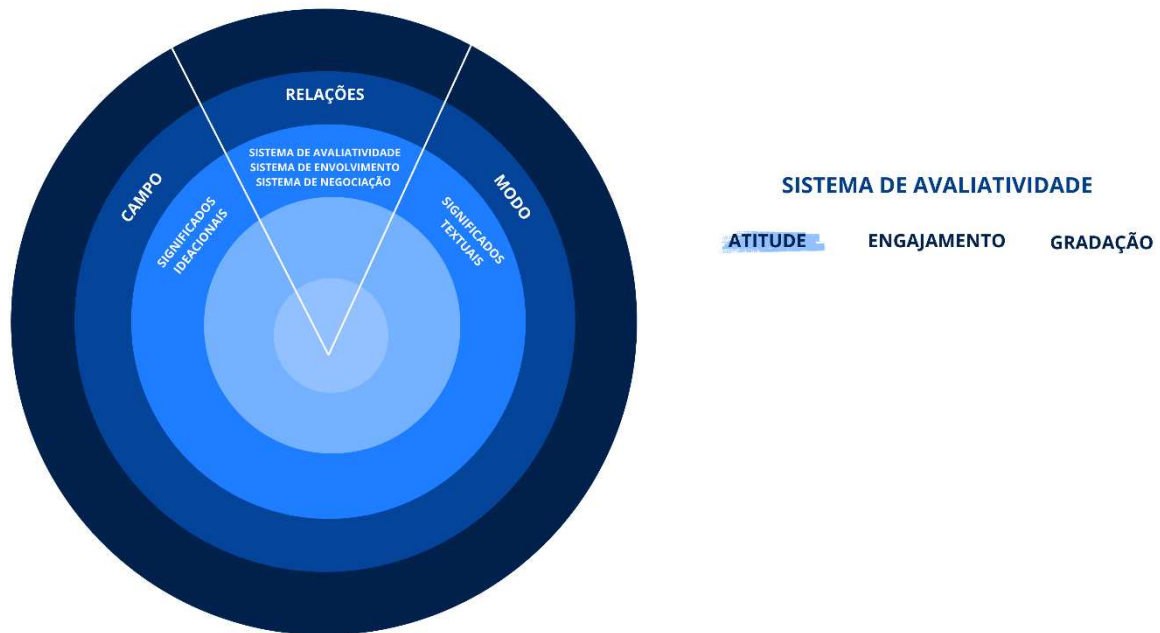 RELAÇÕES
SISTEMA DE AVALIATIVIDADE
SISTEMA DE ENVOLVIMENTO
SISTEMA DE NEGOCIAÇÃO
CAMPO
SIGNIFICADOS
IDEACIONAIS
MODO
SIGNIFICADOS
TEXTUAIS
SISTEMA DE AVALIATIVIDADE
ATITUDE ENGAJAMENTO GRADAÇÃO